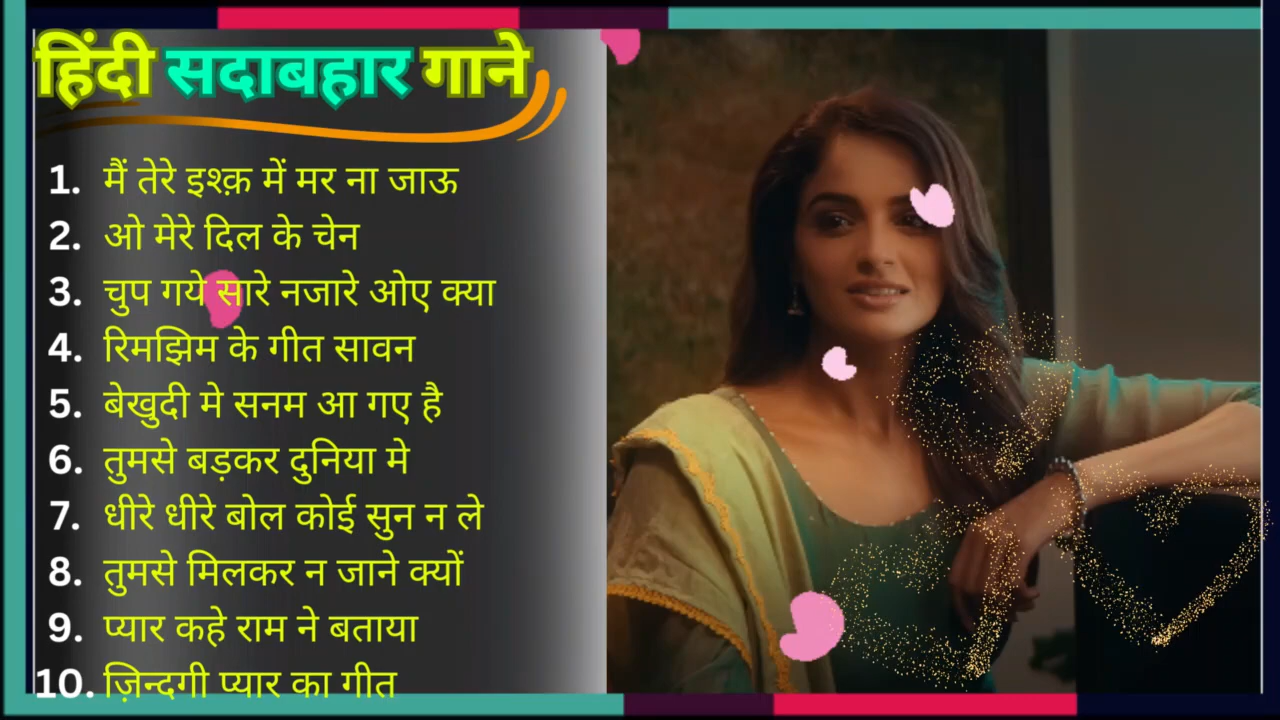 हिंदी सदाबहार गाने
1. मैं तेरे इश्क़ में मर ना जाऊ
2. ओ मेरे दिल के चेन
3. चुप गये सारे नजारे ओए क्या
4. रिमझिम के गीत सावन
5. बेखुदी मे सनम आ गए है
6. तुमसे बड़कर दुनिया मे
7. धीरे धीरे बोल कोई सुन न ले
8. तुमसे मिलकर न जाने क्यों
9. प्यार कहे राम ने बताया
10. ज़िन्दगी प्यार का गीत